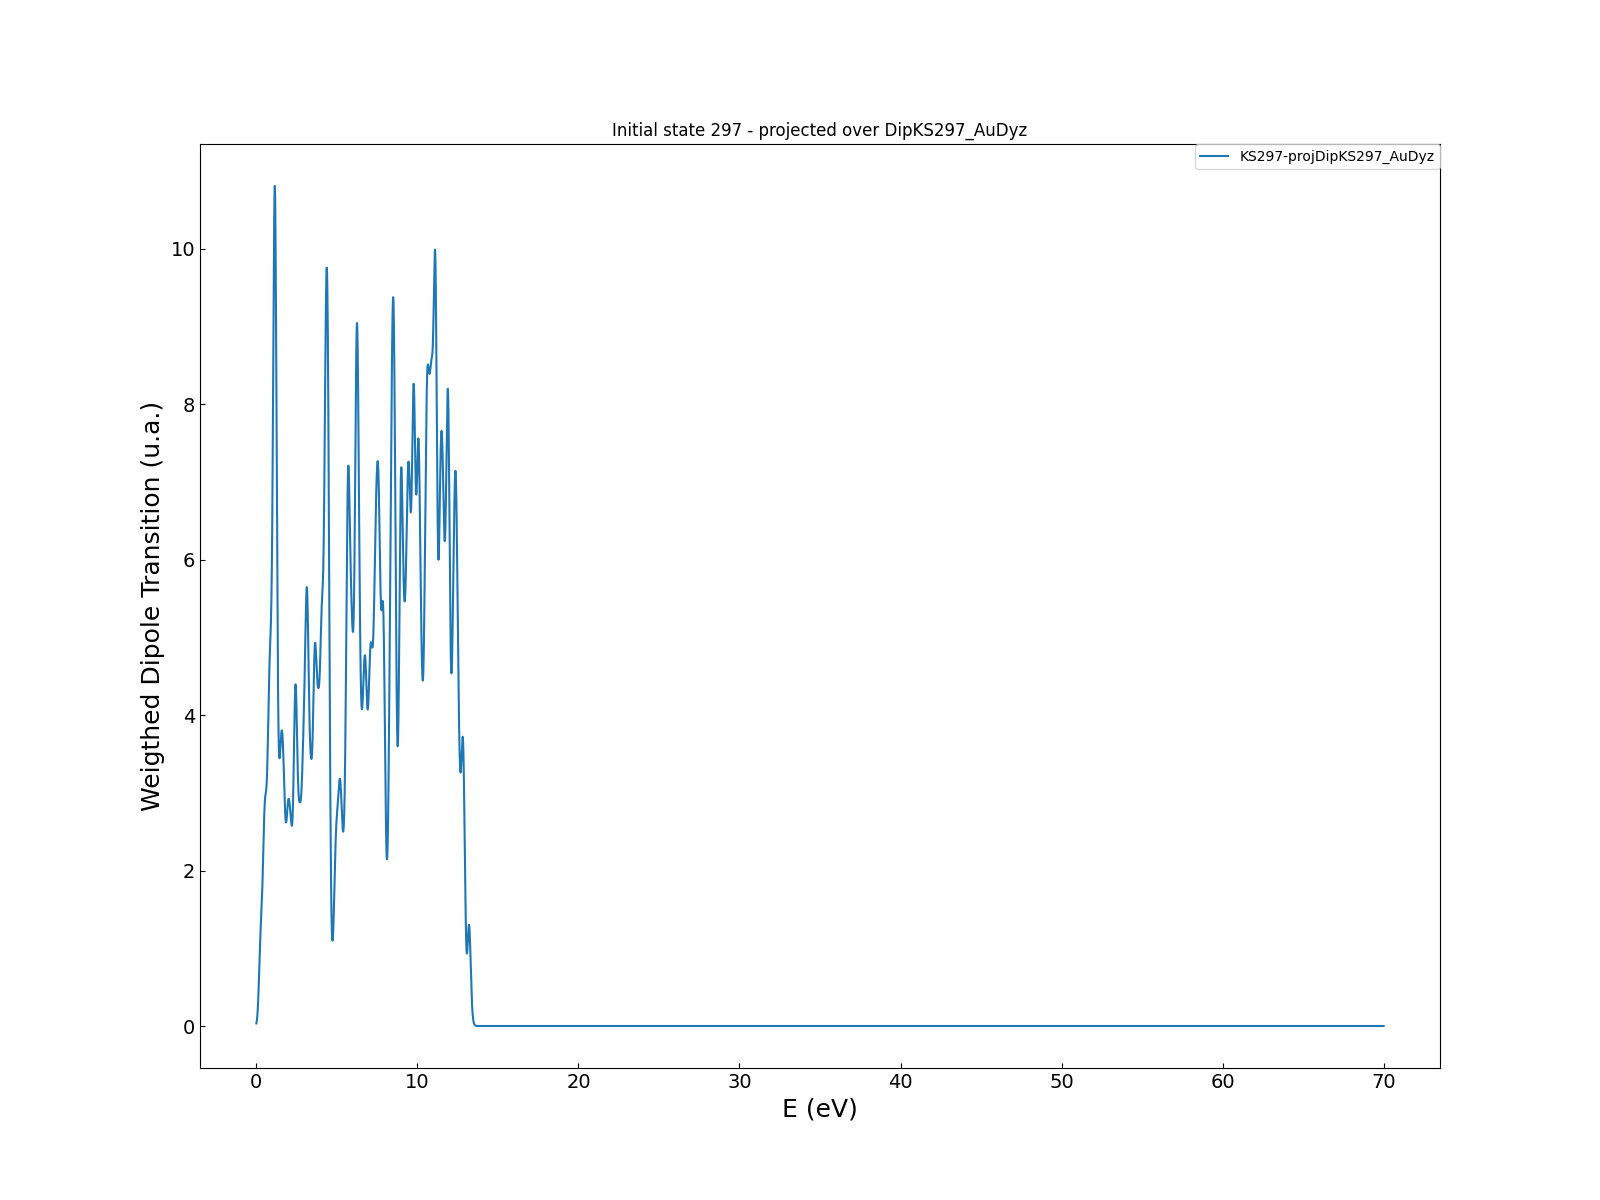 Initial state 297 - projected over DipKS297_AuDyz
KS297-projDipKS297_AuDyz
Weigthed Dipole Transition (u.a.)
10
8
6
4
2
0
0 10 20 30 40 50 60 70
E (eV)